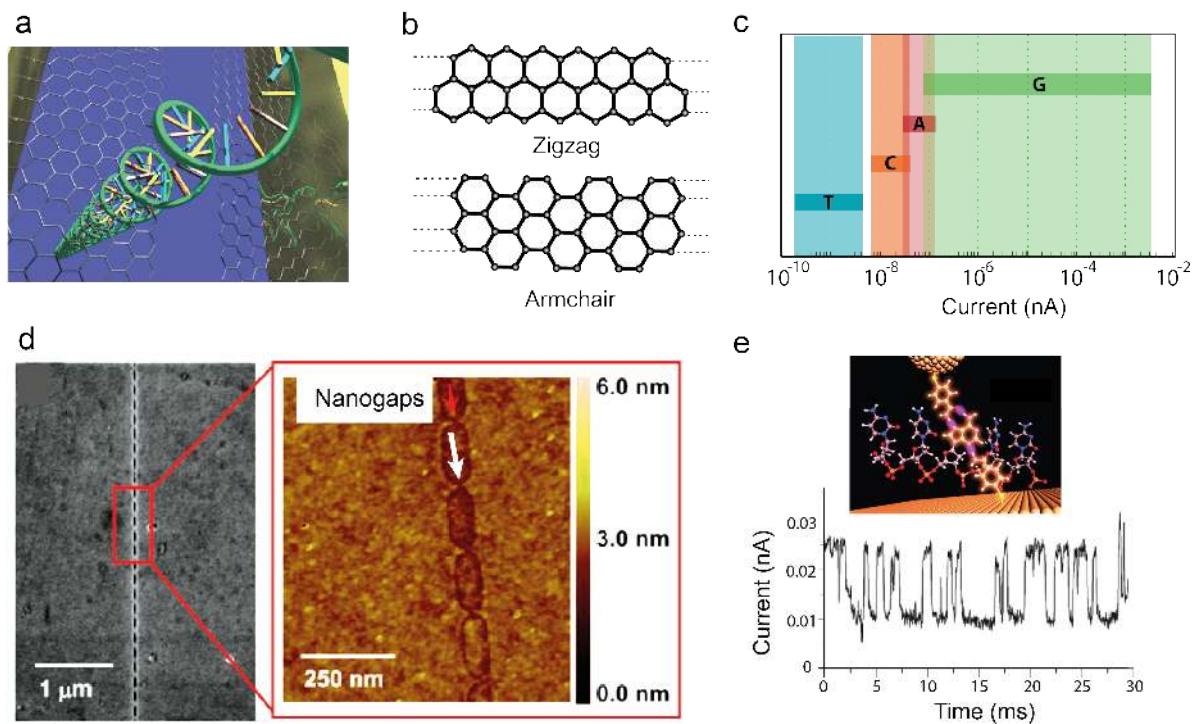 a
b
Zigzag
Armchair
c
G
A
C
T
10⁻¹⁰ 10⁻⁸ 10⁻⁶ 10⁻⁴ 10⁻²
Current (nA)
d
1 μm
Nanogaps
250 nm
6.0 nm
3.0 nm
0.0 nm
e
Current (nA)
0.03
0.02
0.01
0
0 5 10 15 20 25 30
Time (ms)